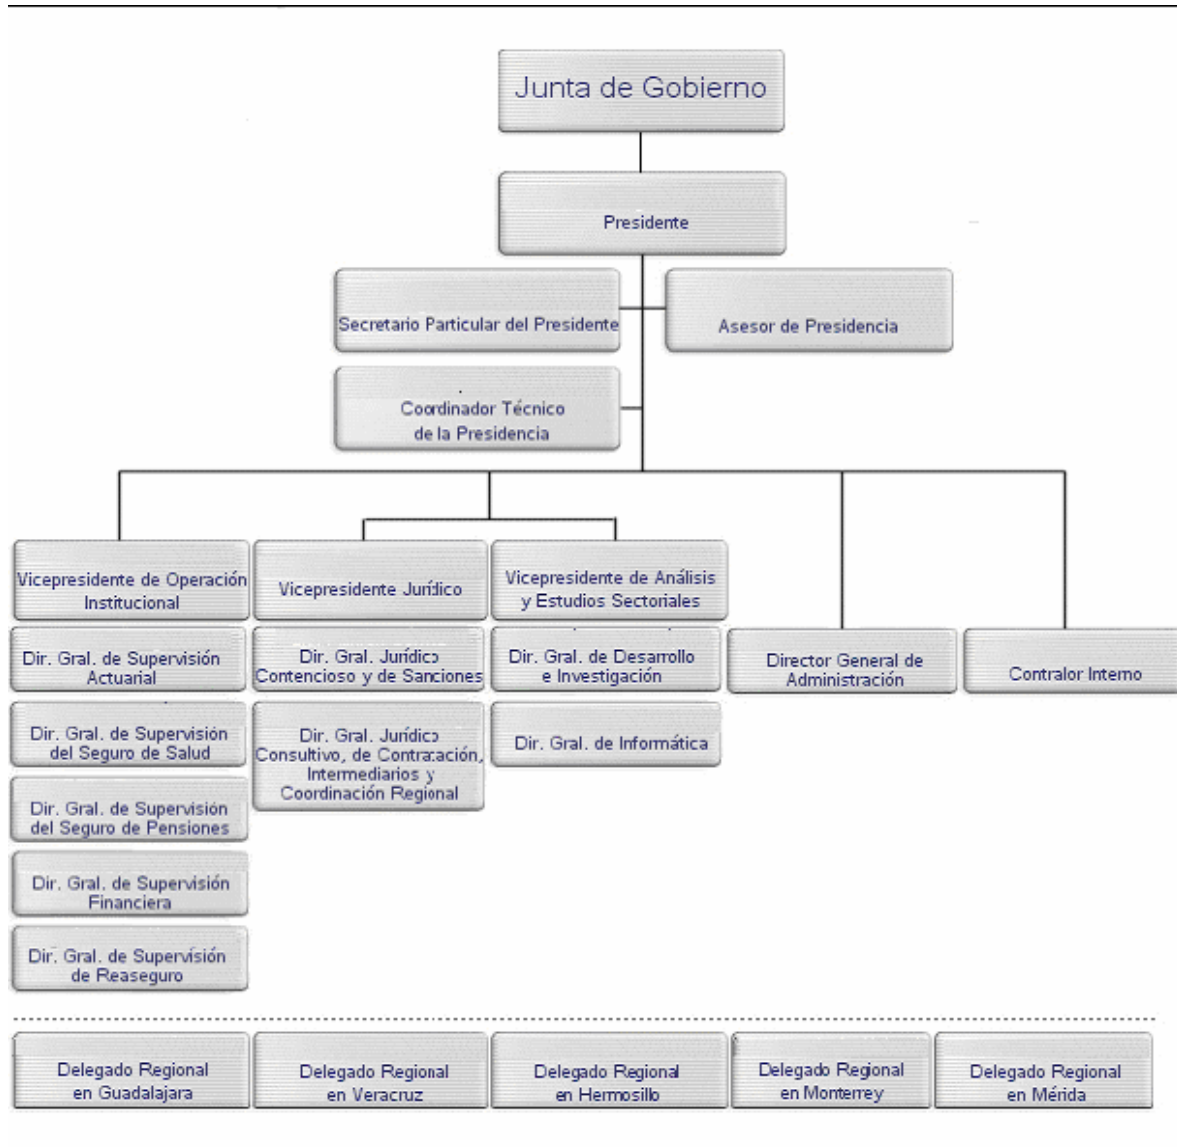 Junta de Gobierno
Presidente
Secretario Particular del Presidente
Asesor de Presidencia
Coordinador Técnico
de la Presidencia
Vicepresidente de Operación
Institucional
Vicepresidente Jurídico
Vicepresidente de Análisis
y Estudios Sectoriales
Dir. Gral. de Supervisión
Actuarial
Dir. Gral. Jurídico
Contencioso y de Sanciones
Dir. Gral. de Desarrollo
e Investigación
Director General de
Administración
Contralor Interno
Dir. Gral. de Supervisión
del Seguro de Salud
Dir. Gral. Jurídico
Consultivo, de Contratación,
Intermediarios y
Coordinación Regional
Dir. Gral. de Informática
Dir. Gral. de Supervisión
del Seguro de Pensiones
Dir. Gral. de Supervisión
Financiera
Dir. Gral. de Supervisión
de Reaseguro
Delegado Regional
en Guadalajara
Delegado Regional
en Veracruz
Delegado Regional
en Hermosillo
Delegado Regional
en Monterrey
Delegado Regional
en Mérida